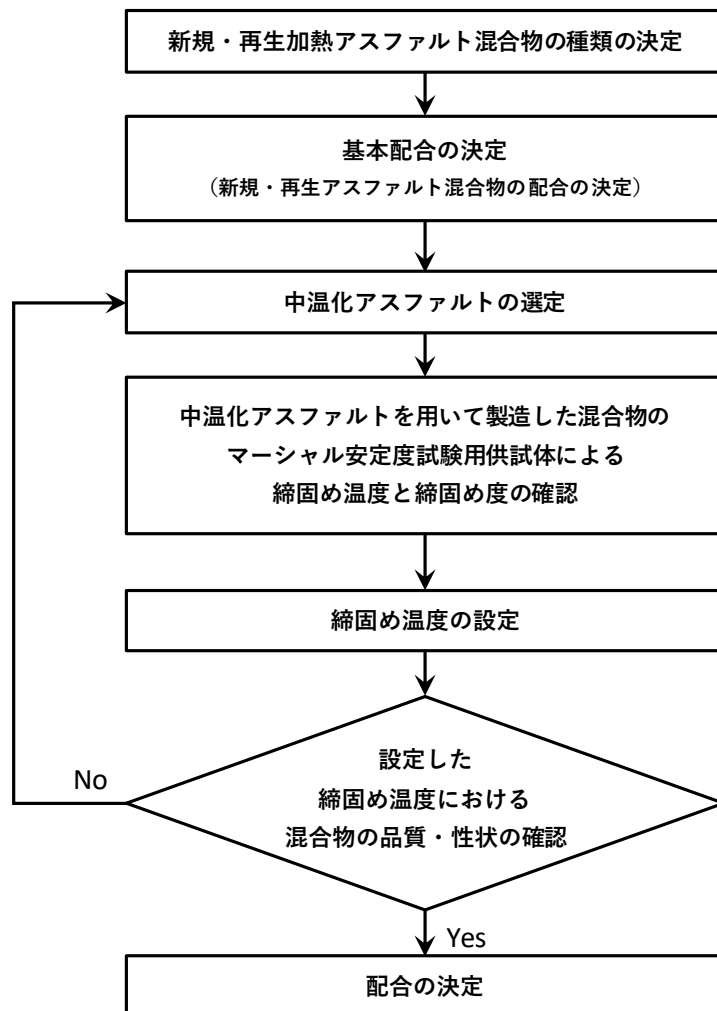 新規・再生加熱アスファルト混合物の種類の決定
基本配合の決定
（新規・再生アスファルト混合物の配合の決定）
中温化アスファルトの選定
中温化アスファルトを用いて製造した混合物の
マーシャル安定度試験用供試体による
締固め温度と締固め度の確認
締固め温度の設定
設定した
締固め温度における
混合物の品質・性状の確認
No
Yes
配合の決定